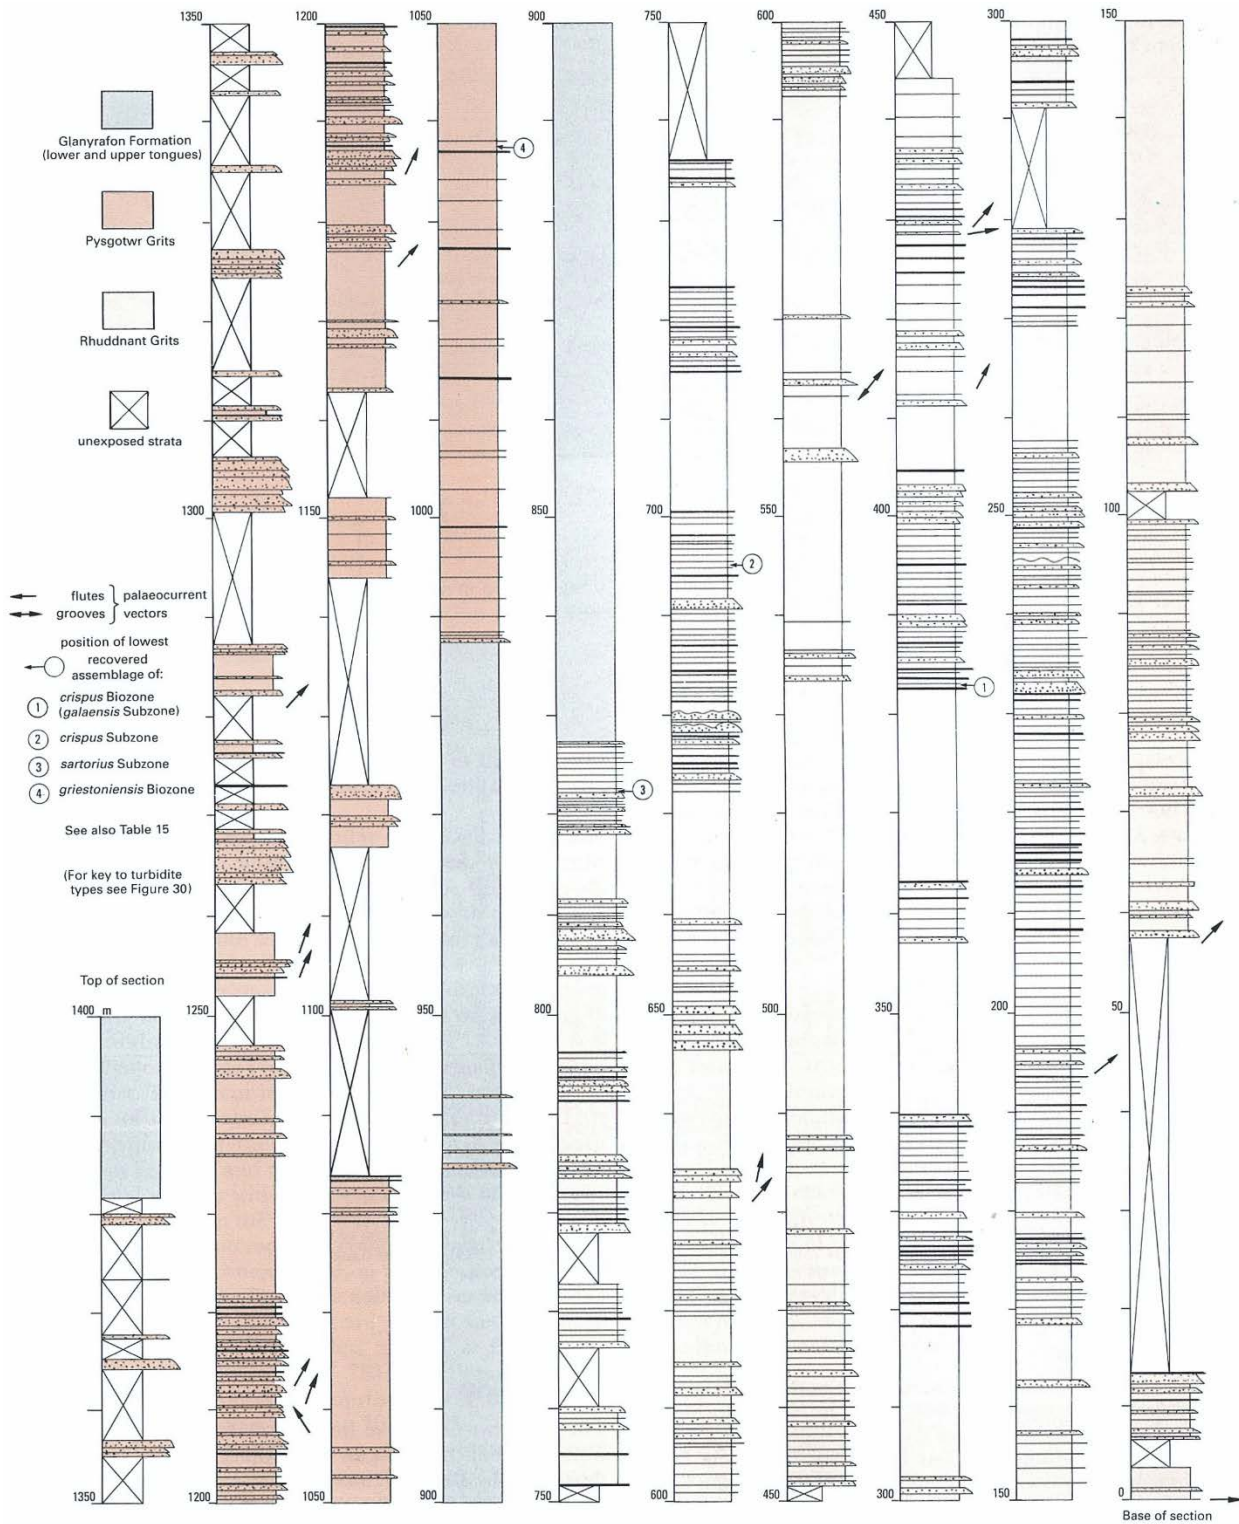 1350
1200
1050
900
750
600
450
300
150
Glanyrafon Formation
(lower and upper tongues)
Pysgotwr Grits
Rhuddnant Grits
unexposed strata
1300
1150
1000
850
700
550
400
250
100
flutes } palaeocurrent
grooves vectors
position of lowest
recovered
assemblage of:
1 crispus Biozone
(galaensis Subzone)
2 crispus Subzone
3 sartorius Subzone
4 griestoniensis Biozone
See also Table 15
(For key to turbidite
types see Figure 30)
4
2
1
3
Top of section
1400 m
1250
1100
950
800
650
500
350
200
50
1350
1200
1050
900
750
600
450
300
150
0
Base of section